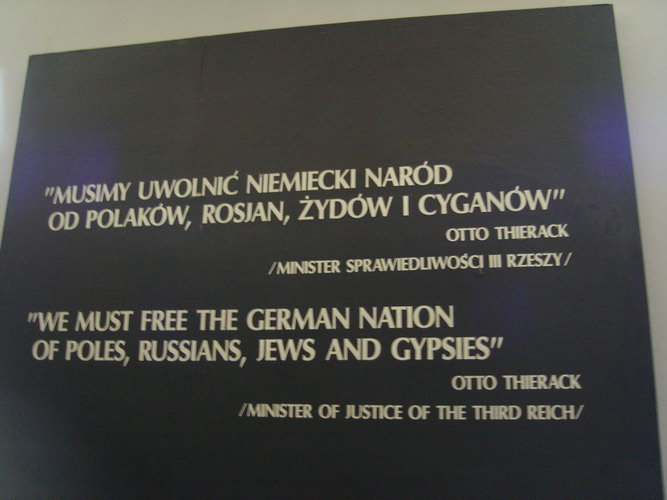 "MUSIMY UWOLNIĆ NIEMIECKI NARÓD
OD POLAKÓW, ROSJAN, ŻYDÓW I CYGANÓW"
OTTO THIERACK
/MINISTER SPRAWIEDLIWOŚCI III RZESZY/
"WE MUST FREE THE GERMAN NATION
OF POLES, RUSSIANS, JEWS AND GYPSIES"
OTTO THIERACK
/MINISTER OF JUSTICE OF THE THIRD REICH/